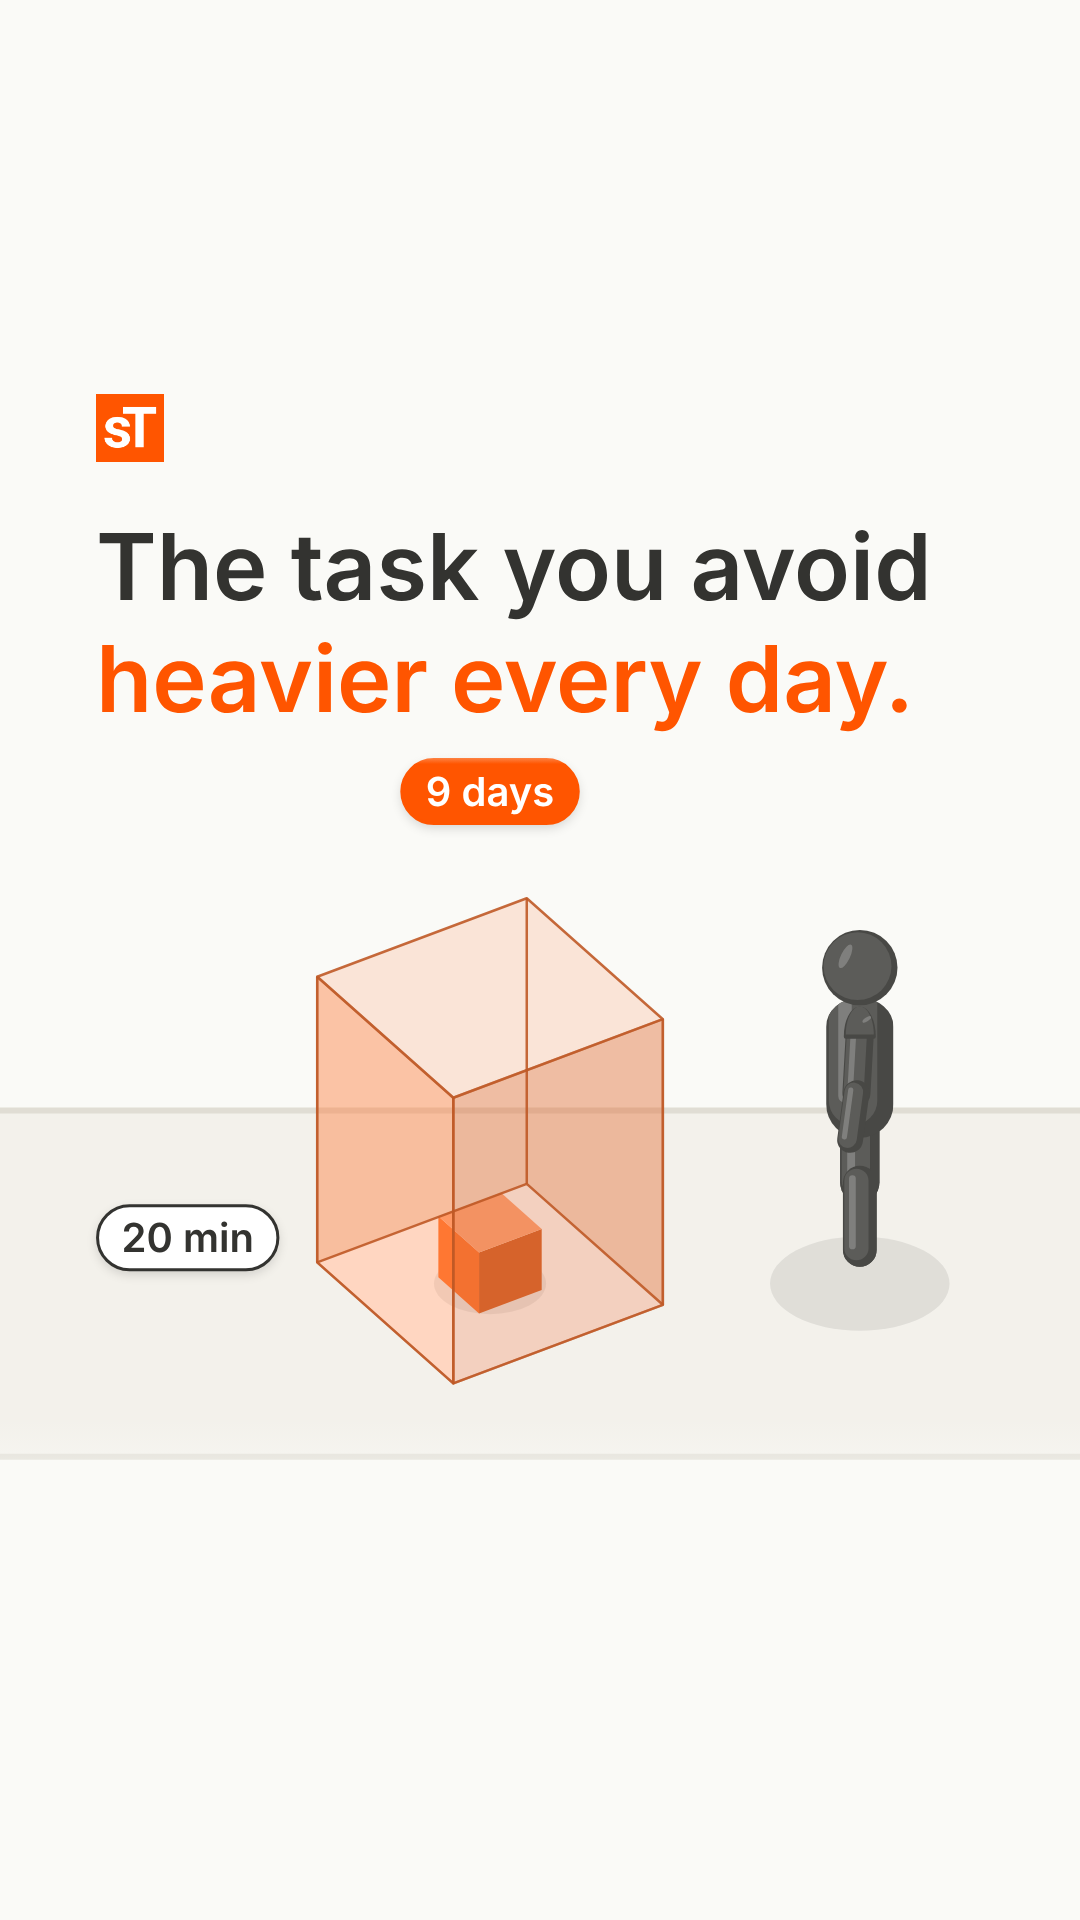 sT
The task you avoid
heavier every day.
9 days
20 min